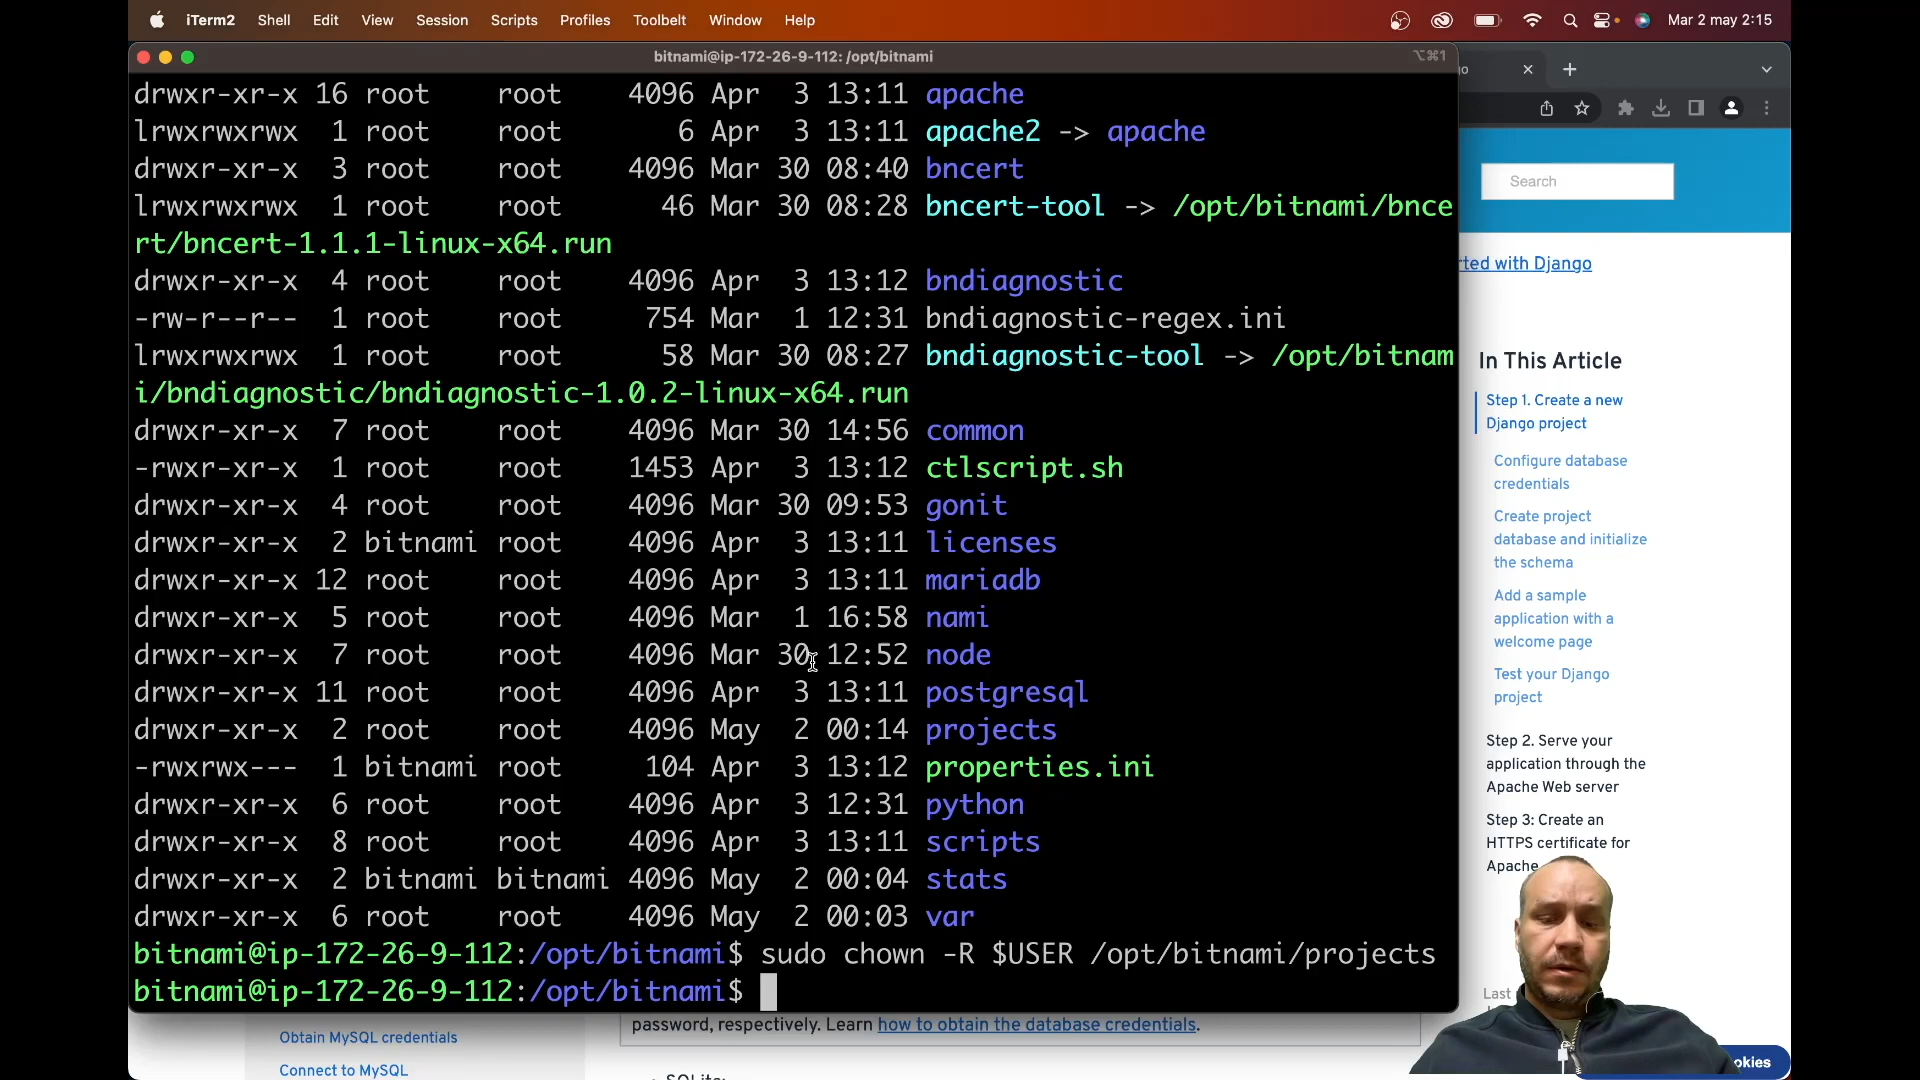 iTerm2 Shell Edit View Session Scripts Profiles Toolbelt Window Help Mar 2 may 2:15
bitnami@ip-172-26-9-112: /opt/bitnami ⌥⌘1
drwxr-xr-x 16 root root 4096 Apr 3 13:11 apache
lrwxrwxrwx 1 root root 6 Apr 3 13:11 apache2 -> apache
drwxr-xr-x 3 root root 4096 Mar 30 08:40 bncert
lrwxrwxrwx 1 root root 46 Mar 30 08:28 bncert-tool -> /opt/bitnami/bnce
rt/bncert-1.1.1-linux-x64.run
drwxr-xr-x 4 root root 4096 Apr 3 13:12 bndiagnostic
-rw-r--r-- 1 root root 754 Mar 1 12:31 bndiagnostic-regex.ini
lrwxrwxrwx 1 root root 58 Mar 30 08:27 bndiagnostic-tool -> /opt/bitnam
i/bndiagnostic/bndiagnostic-1.0.2-linux-x64.run
drwxr-xr-x 7 root root 4096 Mar 30 14:56 common
-rwxr-xr-x 1 root root 1453 Apr 3 13:12 ctlscript.sh
drwxr-xr-x 4 root root 4096 Mar 30 09:53 gonit
drwxr-xr-x 2 bitnami root 4096 Apr 3 13:11 licenses
drwxr-xr-x 12 root root 4096 Apr 3 13:11 mariadb
drwxr-xr-x 5 root root 4096 Mar 1 16:58 nami
drwxr-xr-x 7 root root 4096 Mar 30 12:52 node
drwxr-xr-x 11 root root 4096 Apr 3 13:11 postgresql
drwxr-xr-x 2 root root 4096 May 2 00:14 projects
-rwxrwx--- 1 bitnami root 104 Apr 3 13:12 properties.ini
drwxr-xr-x 6 root root 4096 Apr 3 12:31 python
drwxr-xr-x 8 root root 4096 Apr 3 13:11 scripts
drwxr-xr-x 2 bitnami bitnami 4096 May 2 00:04 stats
drwxr-xr-x 6 root root 4096 May 2 00:03 var
bitnami@ip-172-26-9-112:/opt/bitnami$ sudo chown -R $USER /opt/bitnami/projects
bitnami@ip-172-26-9-112:/opt/bitnami$
go
Search
rted with Django
In This Article
Step 1. Create a new
Django project
Configure database
credentials
Create project
database and initialize
the schema
Add a sample
application with a
welcome page
Test your Django
project
Step 2. Serve your
application through the
Apache Web server
Step 3: Create an
HTTPS certificate for
Apache
Last
okies
Obtain MySQL credentials
Connect to MySQL
password, respectively. Learn how to obtain the database credentials.